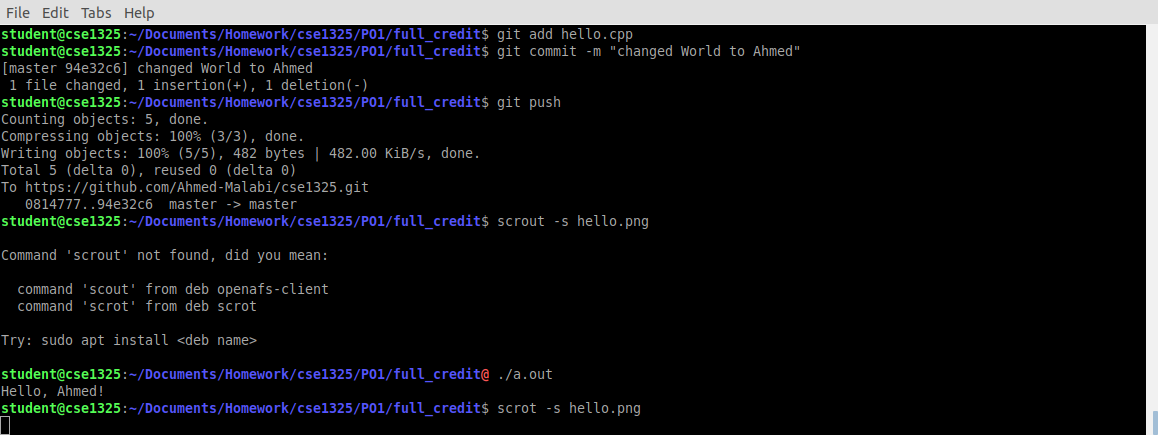 File Edit Tabs Help
student@cse1325:~/Documents/Homework/cse1325/PO1/full_credit$ git add hello.cpp
student@cse1325:~/Documents/Homework/cse1325/PO1/full_credit$ git commit -m "changed World to Ahmed"
[master 94e32c6] changed World to Ahmed
 1 file changed, 1 insertion(+), 1 deletion(-)
student@cse1325:~/Documents/Homework/cse1325/PO1/full_credit$ git push
Counting objects: 5, done.
Compressing objects: 100% (3/3), done.
Writing objects: 100% (5/5), 482 bytes | 482.00 KiB/s, done.
Total 5 (delta 0), reused 0 (delta 0)
To https://github.com/Ahmed-Malabi/cse1325.git
   0814777..94e32c6  master -> master
student@cse1325:~/Documents/Homework/cse1325/PO1/full_credit$ scrout -s hello.png

Command 'scrout' not found, did you mean:

  command 'scout' from deb openafs-client
  command 'scrot' from deb scrot

Try: sudo apt install <deb name>

student@cse1325:~/Documents/Homework/cse1325/PO1/full_credit@ ./a.out
Hello, Ahmed!
student@cse1325:~/Documents/Homework/cse1325/PO1/full_credit$ scrot -s hello.png